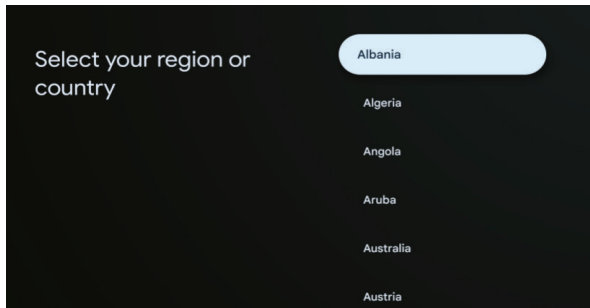 Select your region or
country
Albania
Algeria
Angola
Aruba
Australia
Austria